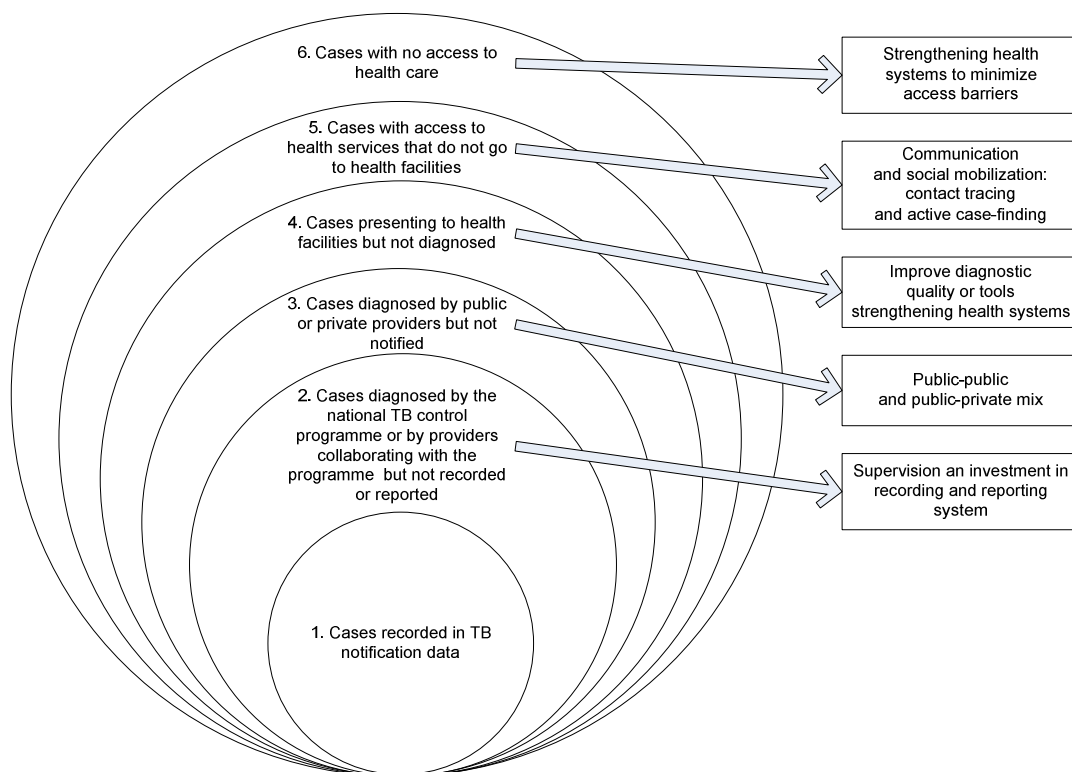 6. Cases with no access to
health care
5. Cases with access to
health services that do not go
to health facilities
4. Cases presenting to health
facilities but not diagnosed
3. Cases diagnosed by public
or private providers but not
notified
2. Cases diagnosed by the
national TB control
programme or by providers
collaborating with the
programme but not recorded
or reported
1. Cases recorded in TB
notification data
Strengthening health
systems to minimize
access barriers
Communication
and social mobilization:
contact tracing
and active case-finding
Improve diagnostic
quality or tools
strengthening health systems
Public-public
and public-private mix
Supervision an investment in
recording and reporting
system